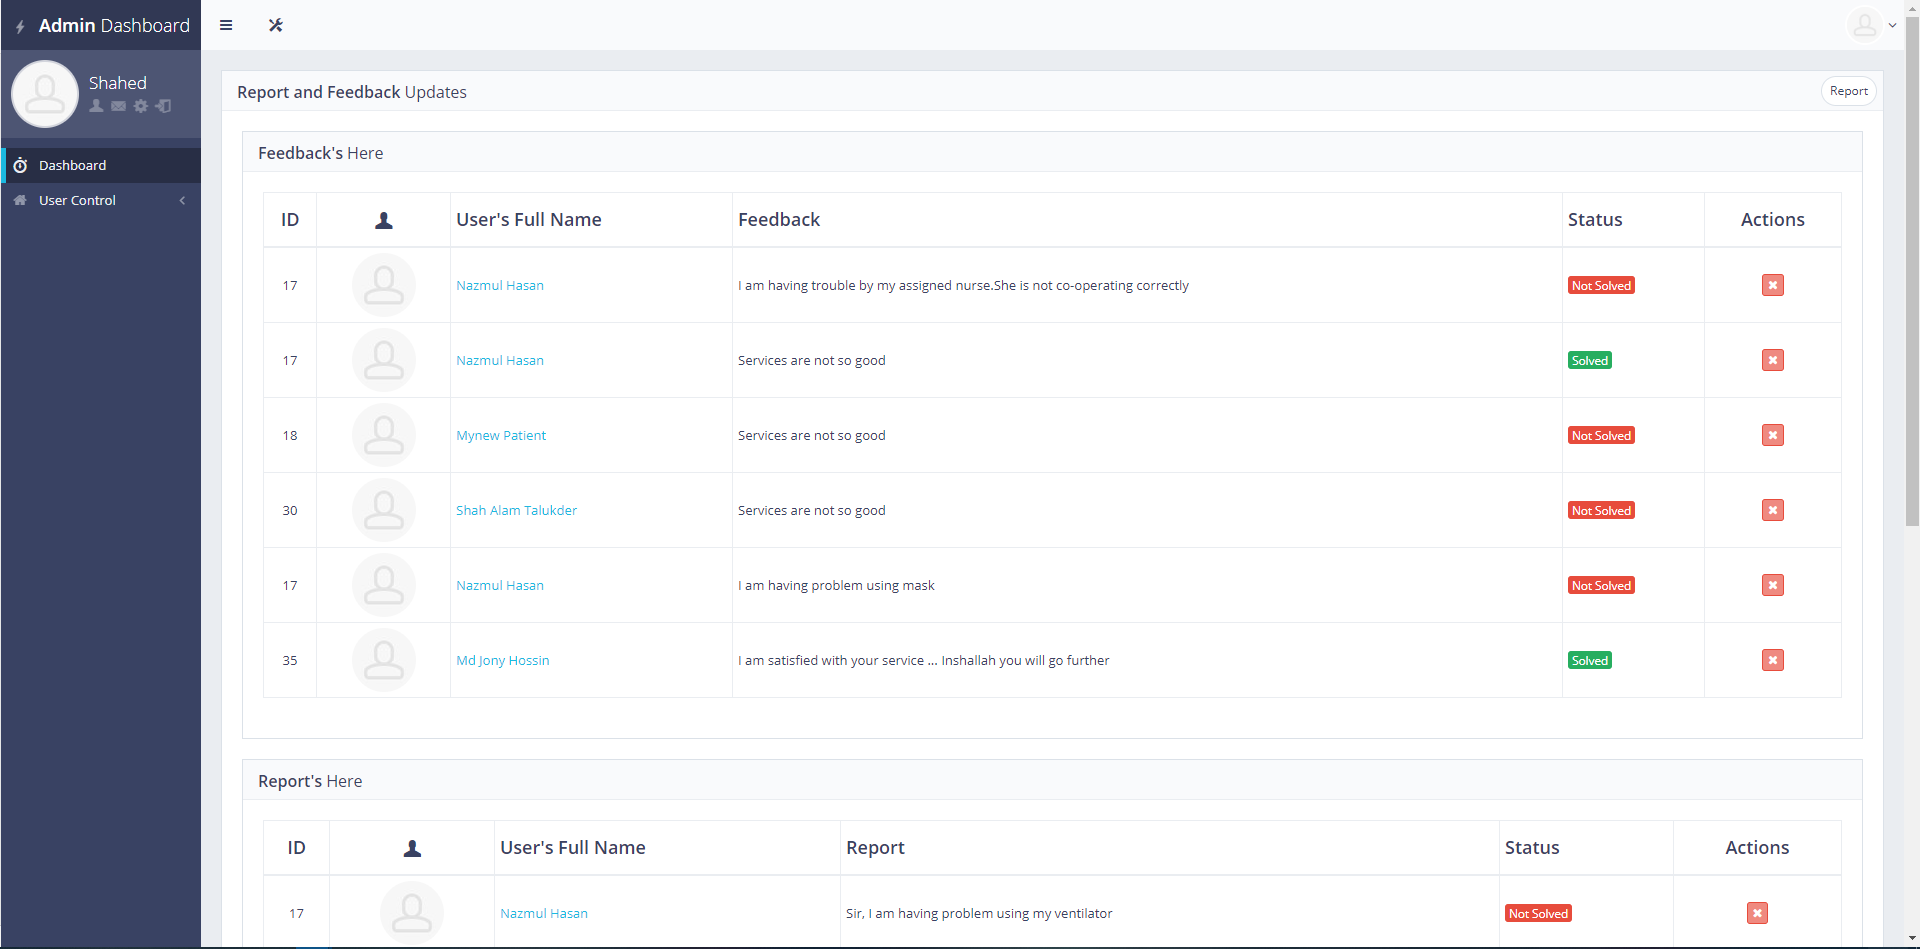 Admin Dashboard
Shahed
Dashboard
User Control
Report and Feedback Updates
Report
Feedback's Here
ID User's Full Name Feedback Status Actions
17 Nazmul Hasan I am having trouble by my assigned nurse.She is not co-operating correctly Not Solved
17 Nazmul Hasan Services are not so good Solved
18 Mynew Patient Services are not so good Not Solved
30 Shah Alam Talukder Services are not so good Not Solved
17 Nazmul Hasan I am having problem using mask Not Solved
35 Md Jony Hossin I am satisfied with your service ... Inshallah you will go further Solved
Report's Here
ID User's Full Name Report Status Actions
17 Nazmul Hasan Sir, I am having problem using my ventilator Not Solved